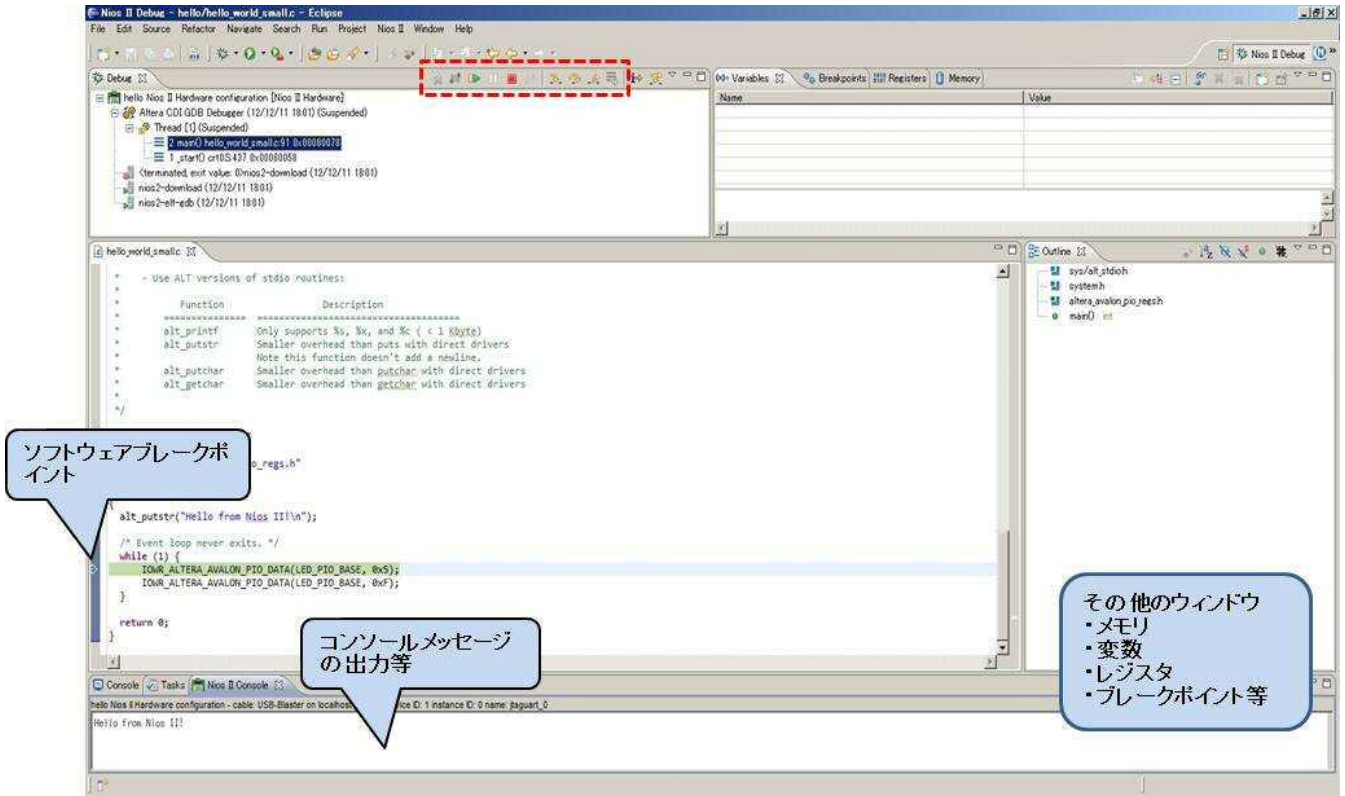 Nios II Debug - hello/hello_world_small.c - Eclipse
File Edit Source Refactor Navigate Search Run Project Nios II Window Help
Nios II Debug
Debug
hello Nios II Hardware configuration [Nios II Hardware]
Altera CDI GDB Debugger (12/12/11 18:01) (Suspended)
Thread [1] (Suspended)
2 main() hello_world_small.c:91 0x00080078
1 _start() crt0.S:437 0x00080058
<terminated, exit value: 0>nios2-download (12/12/11 18:01)
nios2-download (12/12/11 18:01)
nios2-elf-gdb (12/12/11 18:01)
Variables Breakpoints Registers Memory
Name Value
hello_world_small.c
* - Use ALT versions of stdio routines:
*
* Function Description
* =============== =====================================
* alt_printf Only supports %s, %x, and %c ( < 1 Kbyte)
* alt_putstr Smaller overhead than puts with direct drivers
* Note this function doesn't add a newline.
* alt_putchar Smaller overhead than putchar with direct drivers
* alt_getchar Smaller overhead than getchar with direct drivers
*
*/
o_regs.h"
{
alt_putstr("Hello from Nios II!\n");
/* Event loop never exits. */
while (1) {
IOWR_ALTERA_AVALON_PIO_DATA(LED_PIO_BASE, 0x5);
IOWR_ALTERA_AVALON_PIO_DATA(LED_PIO_BASE, 0xF);
}
return 0;
}
Outline
sys/alt_stdio.h
system.h
altera_avalon_pio_regs.h
main() int
ソフトウェアブレークポ
イント
コンソールメッセージ
の出力等
その他のウィンドウ
・メモリ
・変数
・レジスタ
・ブレークポイント等
Console Tasks Nios II Console
hello Nios II Hardware configuration - cable: USB-Blaster on localhos ice ID: 1 instance ID: 0 name: jtaguart_0
Hello from Nios II!